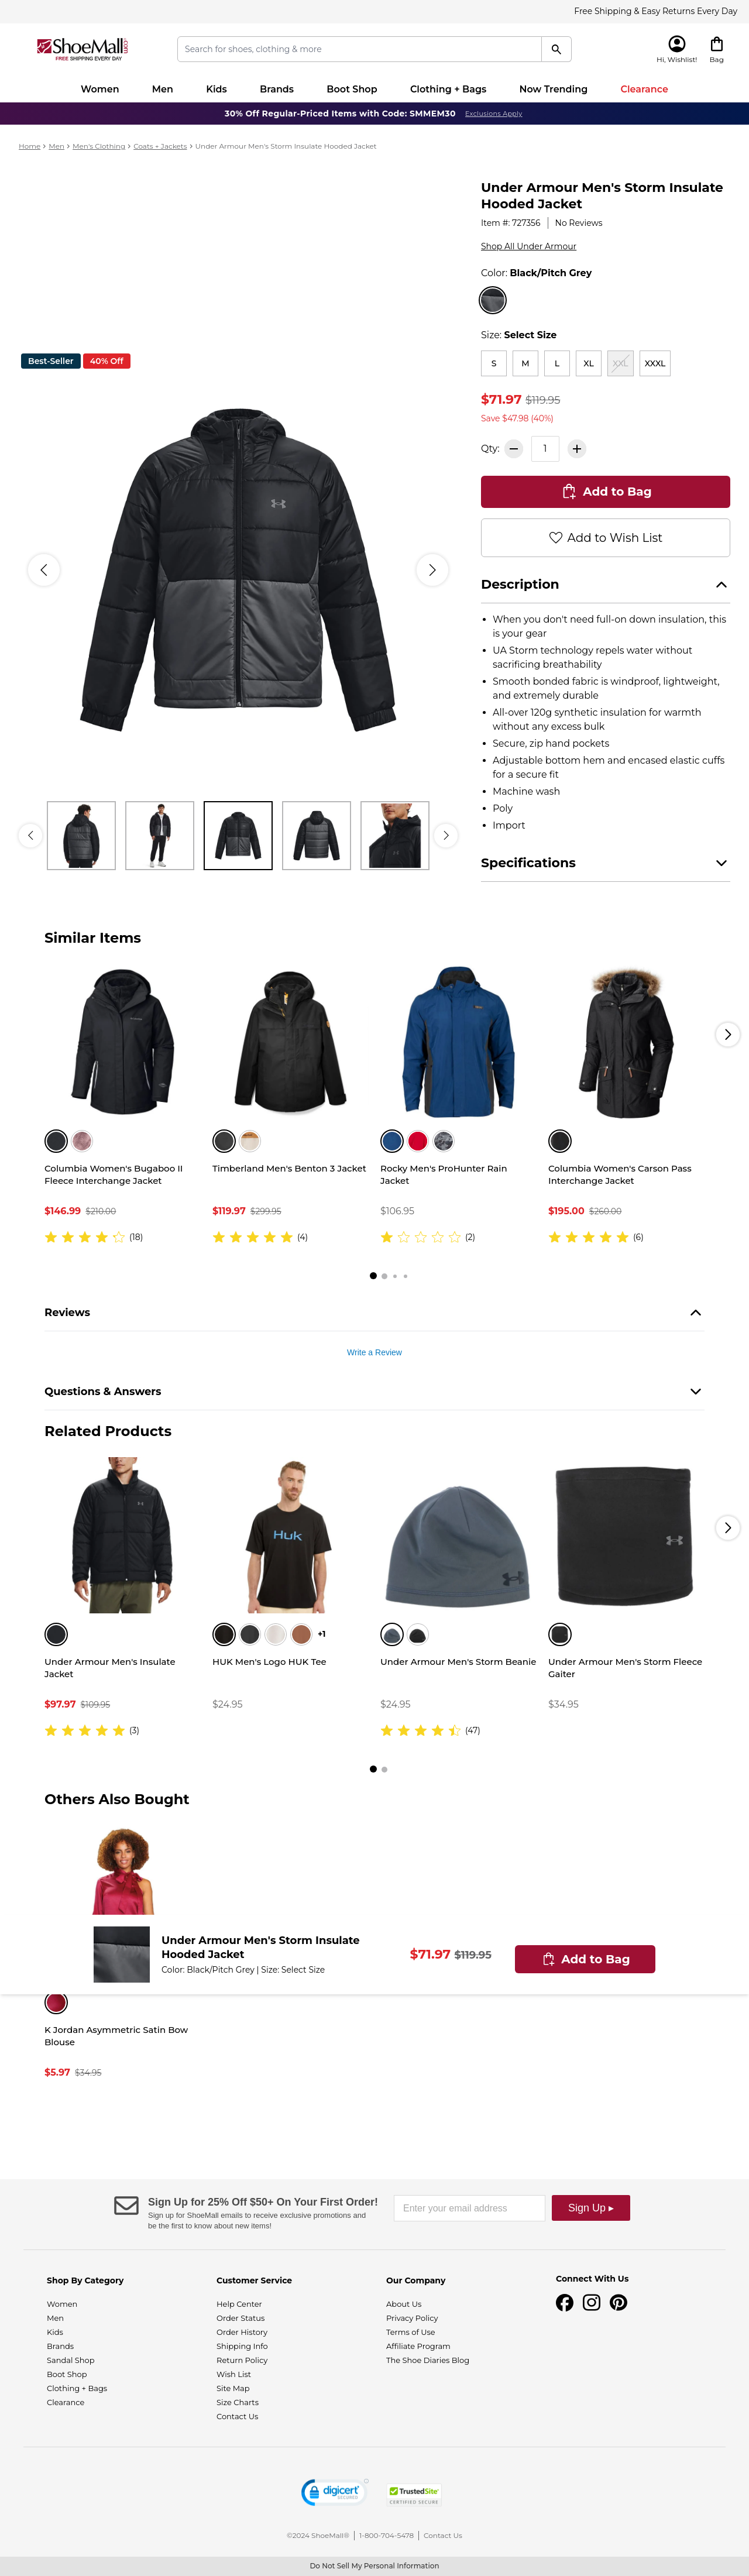 Free Shipping & Easy Returns Every Day
ShoeMall.com
FREE SHIPPING EVERY DAY
Search for shoes, clothing & more
Hi, Wishlist!
Bag
Women Men Kids Brands Boot Shop Clothing + Bags Now Trending Clearance
30% Off Regular-Priced Items with Code: SMMEM30 Exclusions Apply
Home > Men > Men's Clothing > Coats + Jackets > Under Armour Men's Storm Insulate Hooded Jacket
Under Armour Men's Storm Insulate
Hooded Jacket
Item #: 727356 | No Reviews
Shop All Under Armour
Color: Black/Pitch Grey
Size: Select Size
S M L XL XXL XXXL
Best-Seller 40% Off
$71.97 $119.95
Save $47.98 (40%)
Qty: 1
Add to Bag
Add to Wish List
Description
• When you don't need full-on down insulation, this
is your gear
• UA Storm technology repels water without
sacrificing breathability
• Smooth bonded fabric is windproof, lightweight,
and extremely durable
• All-over 120g synthetic insulation for warmth
without any excess bulk
• Secure, zip hand pockets
• Adjustable bottom hem and encased elastic cuffs
for a secure fit
• Machine wash
• Poly
• Import
Specifications
Similar Items
Columbia Women's Bugaboo II
Fleece Interchange Jacket
$146.99 $210.00
(18)
Timberland Men's Benton 3 Jacket
$119.97 $299.95
(4)
Rocky Men's ProHunter Rain
Jacket
$106.95
(2)
Columbia Women's Carson Pass
Interchange Jacket
$195.00 $260.00
(6)
Reviews
Write a Review
Questions & Answers
Related Products
Huk
Under Armour Men's Insulate
Jacket
$97.97 $109.95
(3)
+1
HUK Men's Logo HUK Tee
$24.95
Under Armour Men's Storm Beanie
$24.95
(47)
Under Armour Men's Storm Fleece
Gaiter
$34.95
Others Also Bought
Under Armour Men's Storm Insulate
Hooded Jacket
Color: Black/Pitch Grey | Size: Select Size
$71.97 $119.95
Add to Bag
K Jordan Asymmetric Satin Bow
Blouse
$5.97 $34.95
Sign Up for 25% Off $50+ On Your First Order!
Sign up for ShoeMall emails to receive exclusive promotions and
be the first to know about new items!
Enter your email address
Sign Up ▸
Shop By Category
Women
Men
Kids
Brands
Sandal Shop
Boot Shop
Clothing + Bags
Clearance
Customer Service
Help Center
Order Status
Order History
Shipping Info
Return Policy
Wish List
Site Map
Size Charts
Contact Us
Our Company
About Us
Privacy Policy
Terms of Use
Affiliate Program
The Shoe Diaries Blog
Connect With Us
digicert
SECURED
TrustedSite
CERTIFIED SECURE
©2024 ShoeMall® | 1-800-704-5478 | Contact Us
Do Not Sell My Personal Information